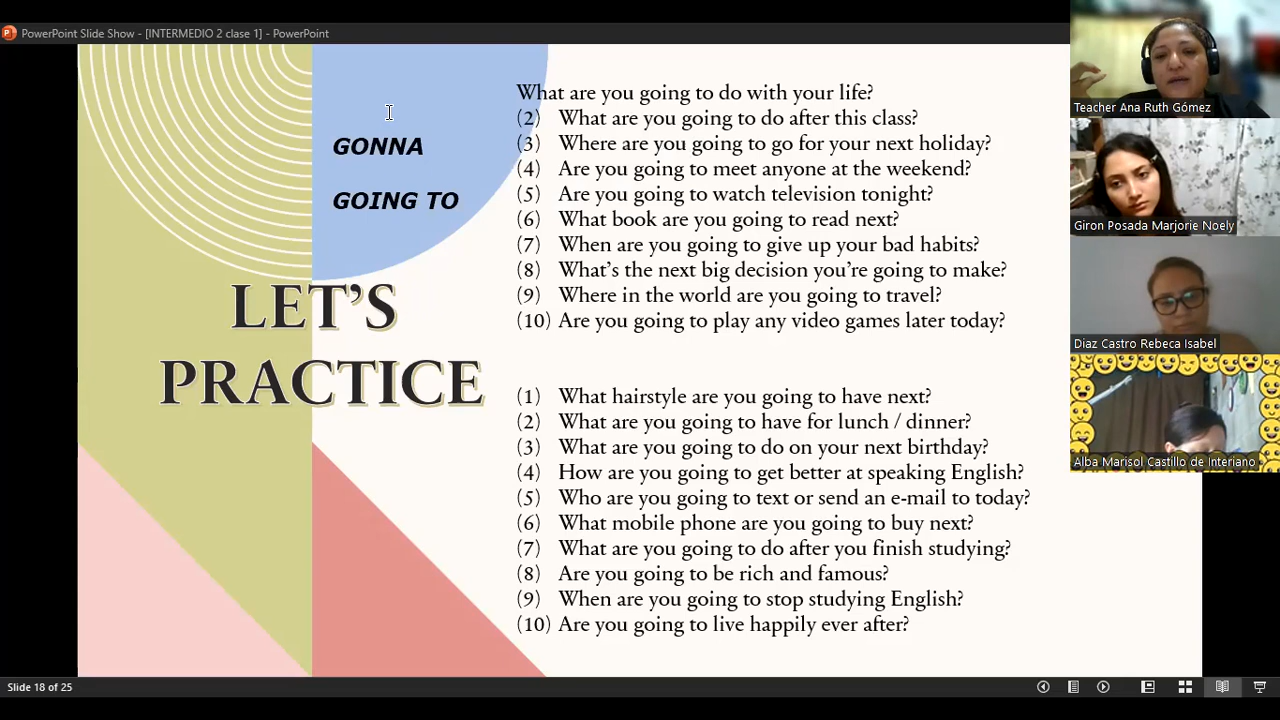 PowerPoint Slide Show - [INTERMEDIO 2 clase 1] - PowerPoint
GONNA
GOING TO
LET'S
PRACTICE
What are you going to do with your life?
(2) What are you going to do after this class?
(3) Where are you going to go for your next holiday?
(4) Are you going to meet anyone at the weekend?
(5) Are you going to watch television tonight?
(6) What book are you going to read next?
(7) When are you going to give up your bad habits?
(8) What's the next big decision you're going to make?
(9) Where in the world are you going to travel?
(10) Are you going to play any video games later today?
(1) What hairstyle are you going to have next?
(2) What are you going to have for lunch / dinner?
(3) What are you going to do on your next birthday?
(4) How are you going to get better at speaking English?
(5) Who are you going to text or send an e-mail to today?
(6) What mobile phone are you going to buy next?
(7) What are you going to do after you finish studying?
(8) Are you going to be rich and famous?
(9) When are you going to stop studying English?
(10) Are you going to live happily ever after?
Teacher Ana Ruth Gómez
Giron Posada Marjorie Noely
Diaz Castro Rebeca Isabel
Alba Marisol Castillo de Interiano
Slide 18 of 25